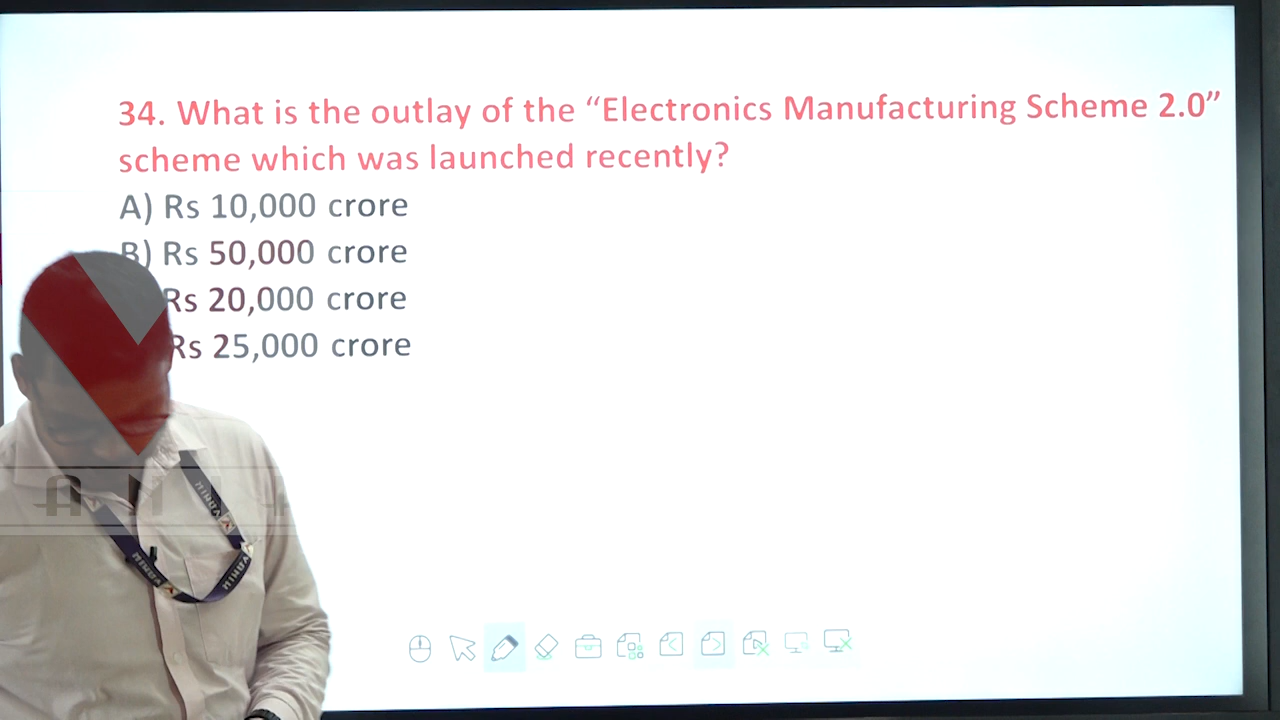 34. What is the outlay of the “Electronics Manufacturing Scheme 2.0”
scheme which was launched recently?
A) Rs 10,000 crore
B) Rs 50,000 crore
Rs 20,000 crore
Rs 25,000 crore